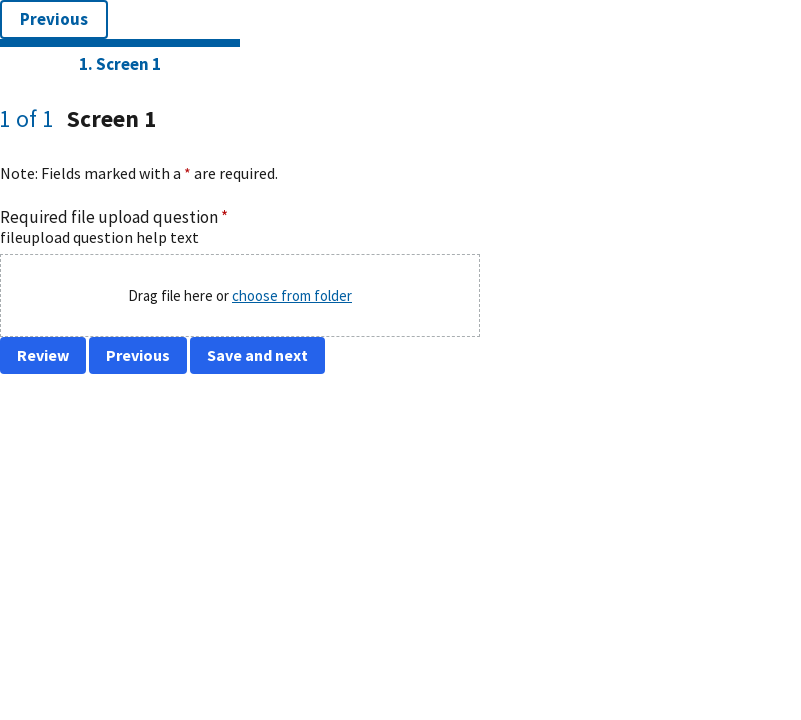 Previous
1. Screen 1
1 of 1 Screen 1
Note: Fields marked with a * are required.
Required file upload question *
fileupload question help text
Drag file here or choose from folder
Review Previous Save and next